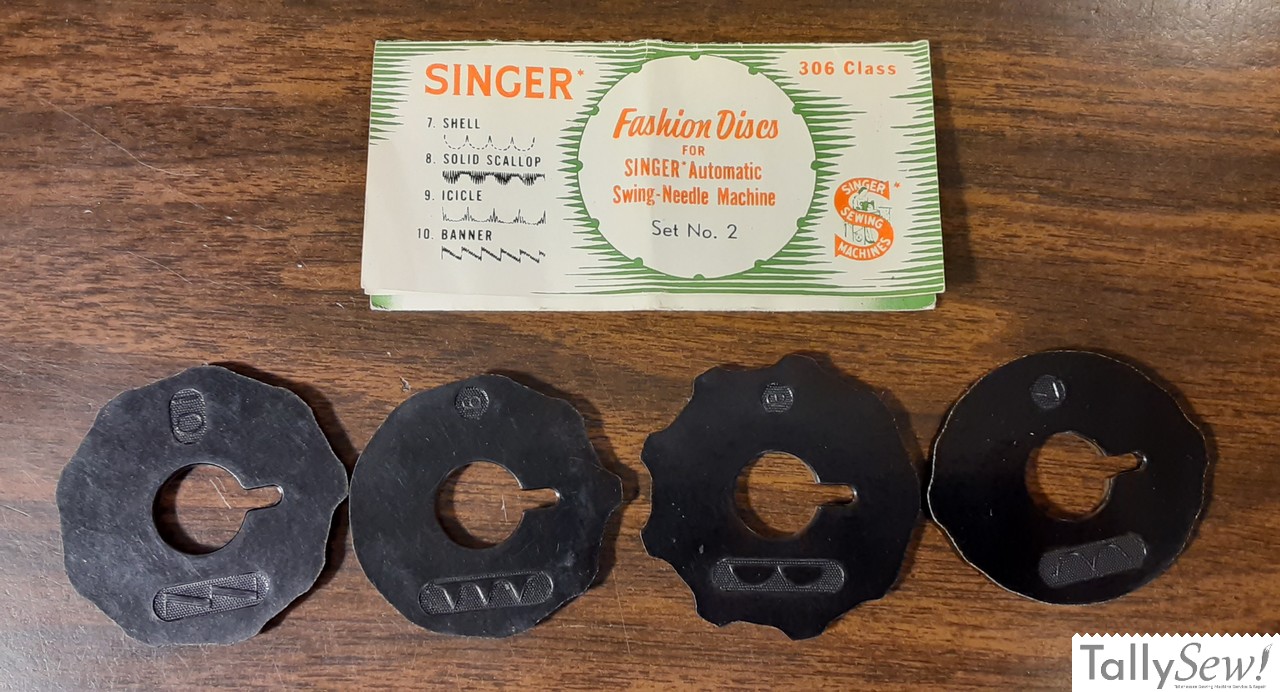 SINGER*
7. SHELL
8. SOLID SCALLOP
9. ICICLE
10. BANNER
Fashion Discs
FOR
SINGER* Automatic
Swing-Needle Machine
Set No. 2
306 Class
SINGER*
SEWING
MACHINES
10
8
7
TallySew!